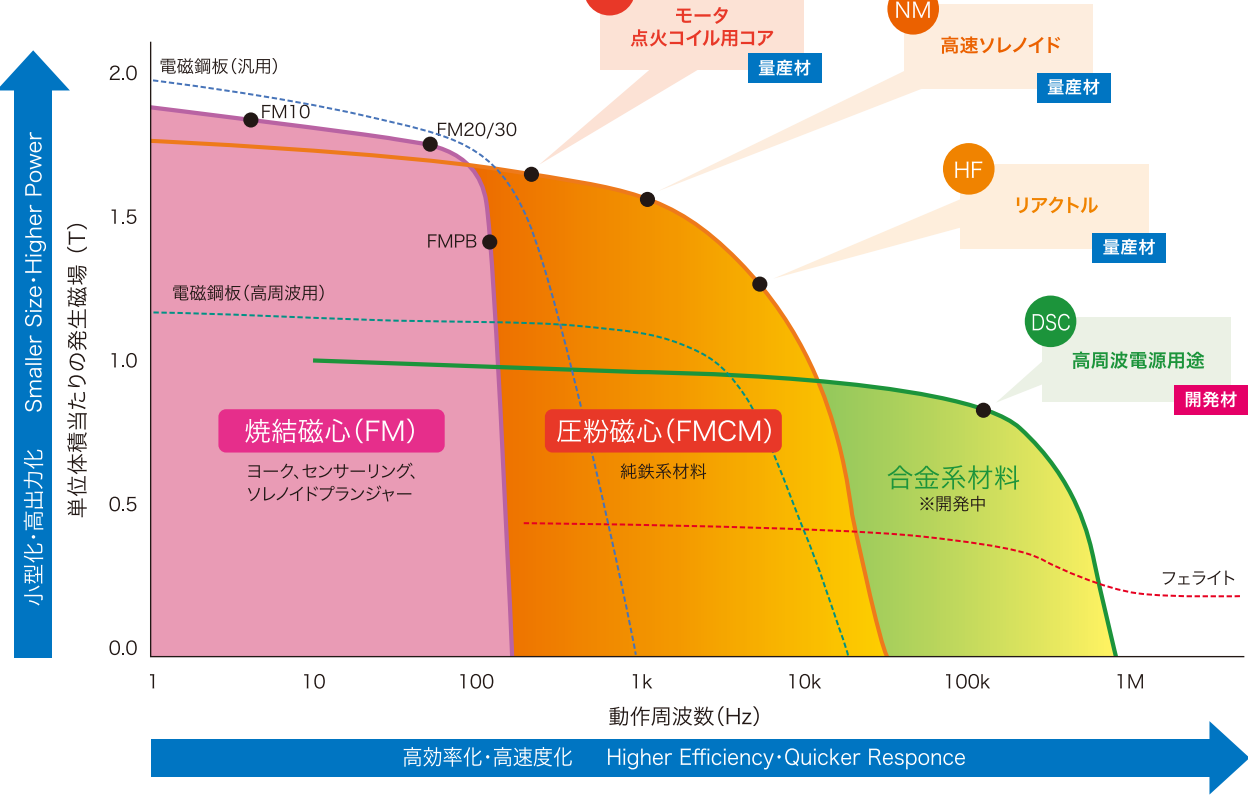 モータ
点火コイル用コア
量産材
NM
高速ソレノイド
量産材
HF
リアクトル
量産材
DSC
高周波電源用途
開発材
小型化・高出力化 Smaller Size・Higher Power
単位体積当たりの発生磁場（T）
2.0
1.5
1.0
0.5
0.0
電磁鋼板（汎用）
FM10
FM20/30
FMPB
電磁鋼板（高周波用）
焼結磁心（FM）
ヨーク、センサーリング、
ソレノイドプランジャー
圧粉磁心（FMCM）
純鉄系材料
合金系材料
※開発中
フェライト
1 10 100 1k 10k 100k 1M
動作周波数（Hz）
高効率化・高速度化 Higher Efficiency・Quicker Responce